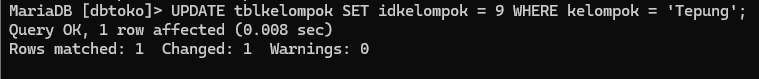 MariaDB [dbtoko]> UPDATE tblkelompok SET idkelompok = 9 WHERE kelompok = 'Tepung';
Query OK, 1 row affected (0.008 sec)
Rows matched: 1  Changed: 1  Warnings: 0